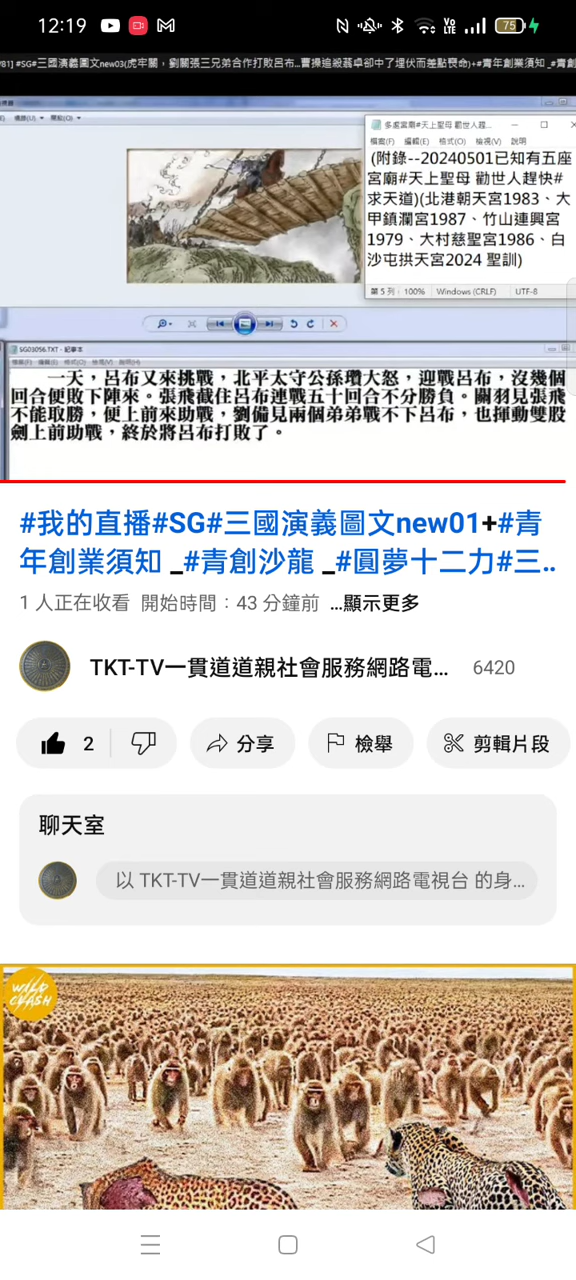 12:19
75
/81] #SG#三國演義圖文new03(虎牢關，劉關張三兄弟合作打敗呂布...曹操追殺董卓卻中了埋伏而差點喪命)+#青年創業須知 _#青創
多處宮廟#天上聖母 勸世人趕...
檔案(F) 編輯(E) 格式(O) 檢視(V) 說明
(附錄--20240501已知有五座
宮廟#天上聖母 勸世人趕快#
求天道)(北港朝天宮1983、大
甲鎮瀾宮1987、竹山連興宮
1979、大村慈聖宮1986、白
沙屯拱天宮2024 聖訓)
第 5 列， 100% Windows (CRLF) UTF-8
SG01056.TXT - 記事本
一天，呂布又來挑戰，北平太守公孫瓚大怒，迎戰呂布，沒幾個
回合便敗下陣來。張飛截住呂布連戰五十回合不分勝負。關羽見張飛
不能取勝，便上前來助戰，劉備見兩個弟弟戰不下呂布，也揮動雙股
劍上前助戰，終於將呂布打敗了。
#我的直播#SG#三國演義圖文new01+#青
年創業須知 _#青創沙龍 _#圓夢十二力#三..
1 人正在收看 開始時間：43 分鐘前 ...顯示更多
TKT-TV一貫道道親社會服務網路電... 6420
2 分享 檢舉 剪輯片段
聊天室
以 TKT-TV一貫道道親社會服務網路電視台 的身...
WILD
CLASH